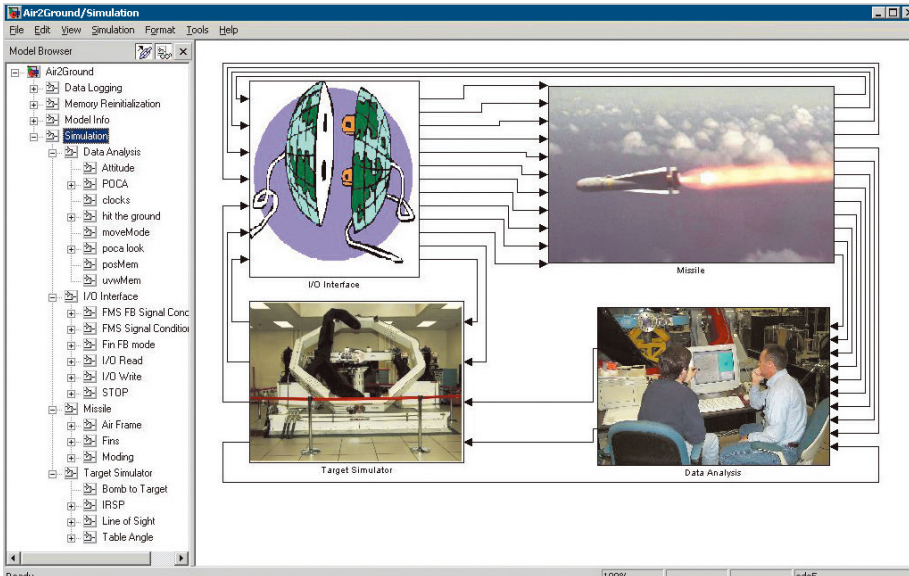 Air2Ground/Simulation
File Edit View Simulation Format Tools Help
Model Browser
Air2Ground
Data Logging
Memory Reinitialization
Model Info
Simulation
Data Analysis
Attitude
POCA
clocks
hit the ground
moveMode
poca look
posMem
uvwMem
I/O Interface
FMS FB Signal Conc
FMS Signal Conditior
Fin FB mode
I/O Read
I/O Write
STOP
Missile
Air Frame
Fins
Moding
Target Simulator
Bomb to Target
IRSP
Line of Sight
Table Angle
I/O Interface
Missile
Target Simulator
Data Analysis
Ready
100%
ode5